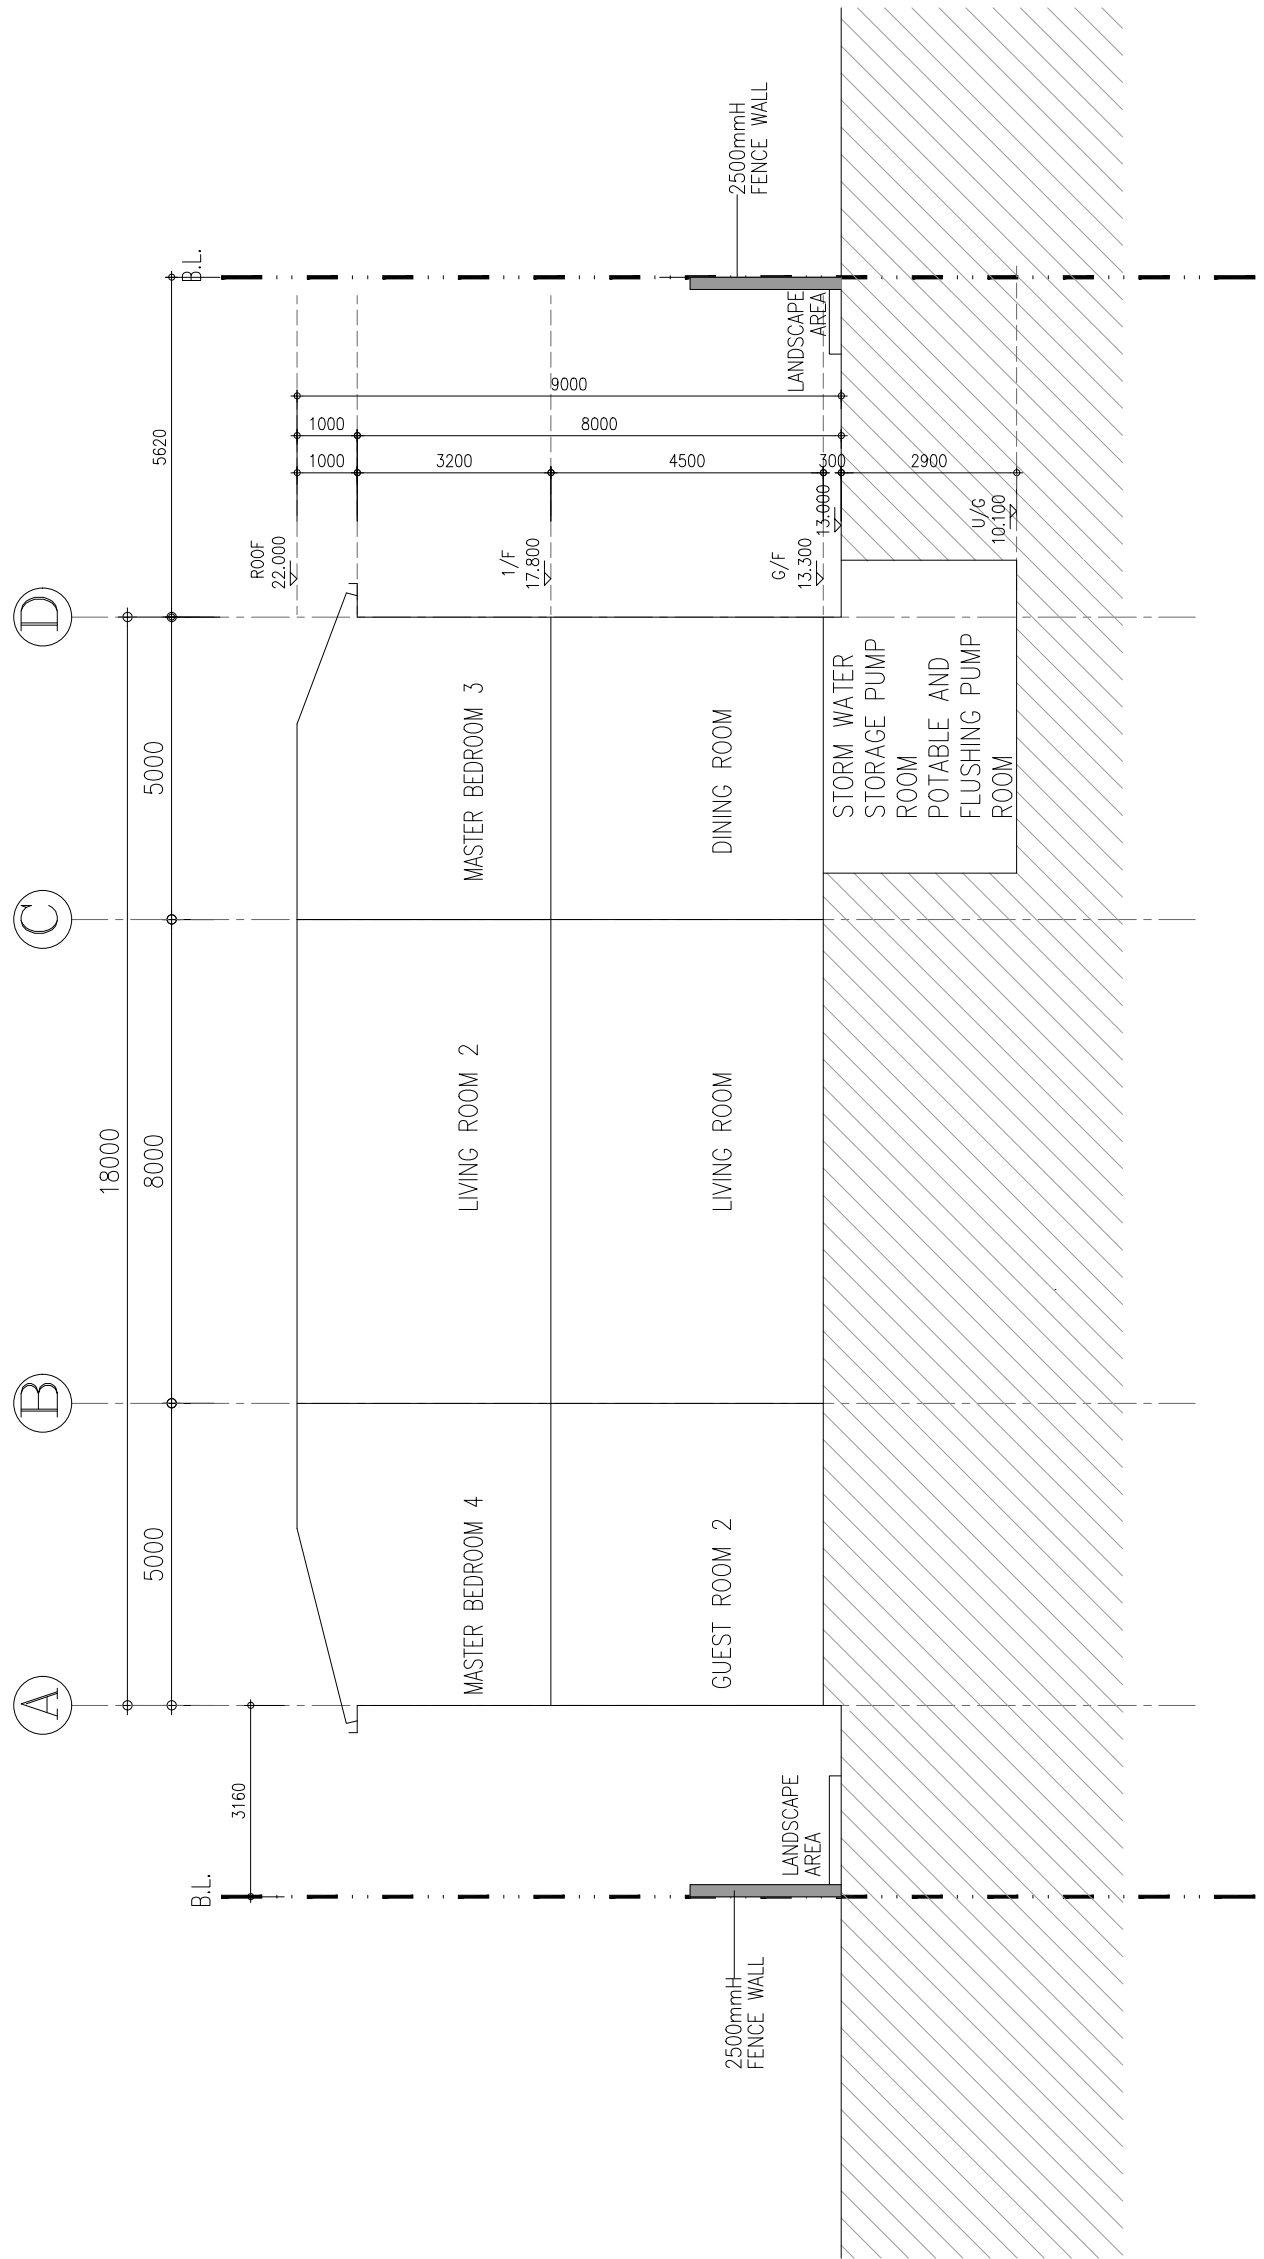 A
B
C
D
18000
5000
8000
5000
5620
3160
B.L.
B.L.
ROOF
22.000
1/F
17.800
G/F
13.300
13.000
U/G
10.100
1000
3200
4500
300
2900
1000
8000
9000
MASTER BEDROOM 4
LIVING ROOM 2
MASTER BEDROOM 3
GUEST ROOM 2
LIVING ROOM
DINING ROOM
STORM WATER
STORAGE PUMP
ROOM
POTABLE AND
FLUSHING PUMP
ROOM
LANDSCAPE
AREA
LANDSCAPE
AREA
2500mmH
FENCE WALL
2500mmH
FENCE WALL